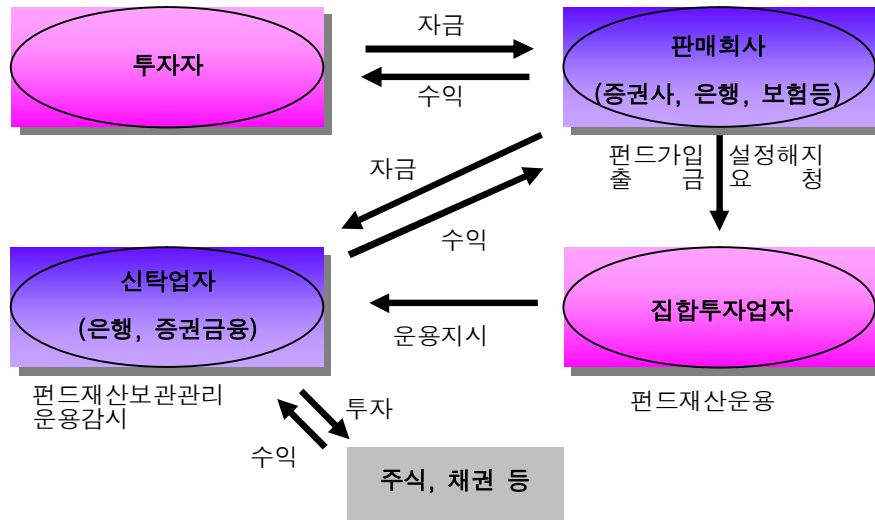 자금
투자자
수익
판매회사
(증권사, 은행, 보험등)
펀드가입 설정해지
출 금 요 청
자금
수익
신탁업자
(은행, 증권금융)
운용지시
집합투자업자
펀드재산보관관리
운용감시
펀드재산운용
투자
수익
주식, 채권 등